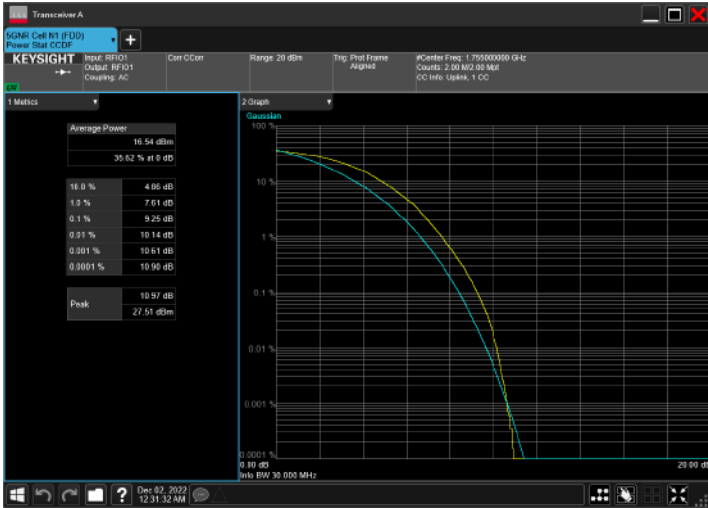 Transceiver A
5GNR Cell N1 (FDD)
Power Stat CCDF
KEYSIGHT
Input: RFIO1
Output: RFIO1
Coupling: AC
Corr CCorr
Range: 20 dBm
Trig: Prot Frame
Aligned
#Center Freq: 1.755000000 GHz
Counts: 2.00 M/2.00 Mpt
CC Info: Uplink, 1 CC
1 Metrics
Average Power
16.54 dBm
35.62 % at 0 dB
10.0 % 4.06 dB
1.0 % 7.61 dB
0.1 % 9.25 dB
0.01 % 10.14 dB
0.001 % 10.61 dB
0.0001 % 10.90 dB
Peak
10.97 dB
27.51 dBm
2 Graph
Gaussian
100 %
10 %
1 %
0.1 %
0.01 %
0.001 %
0.0001 %
0.00 dB
20.00 dB
Info BW 30.000 MHz
?
Dec 02, 2022
12:31:32 AM